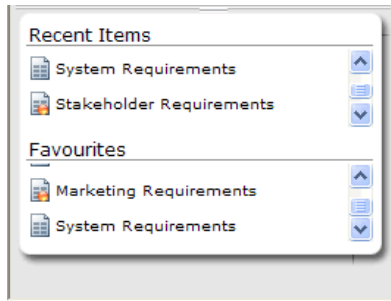 Recent Items
System Requirements
Stakeholder Requirements
Favourites
Marketing Requirements
System Requirements